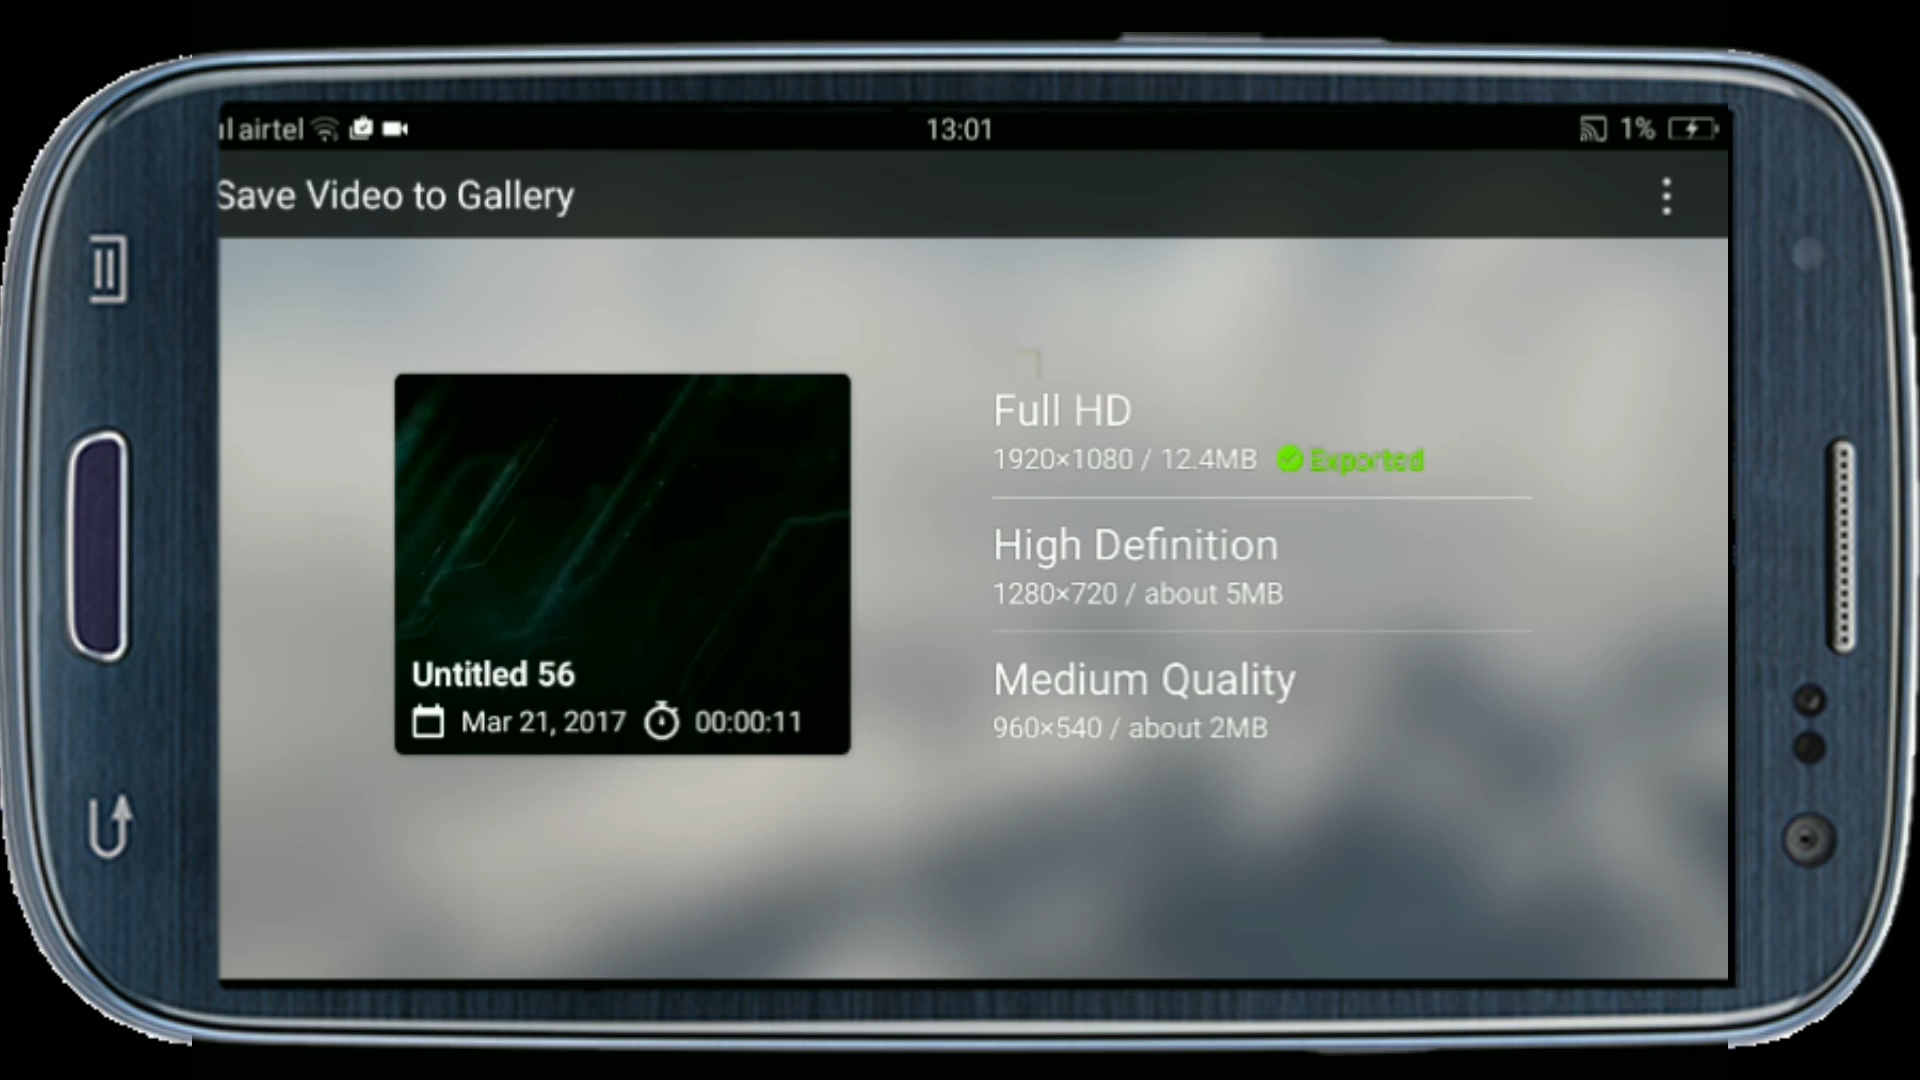 airtel 13:01 1%
Save Video to Gallery
Full HD
1920×1080 / 12.4MB Exported
High Definition
1280×720 / about 5MB
Medium Quality
960×540 / about 2MB
Untitled 56
Mar 21, 2017 00:00:11